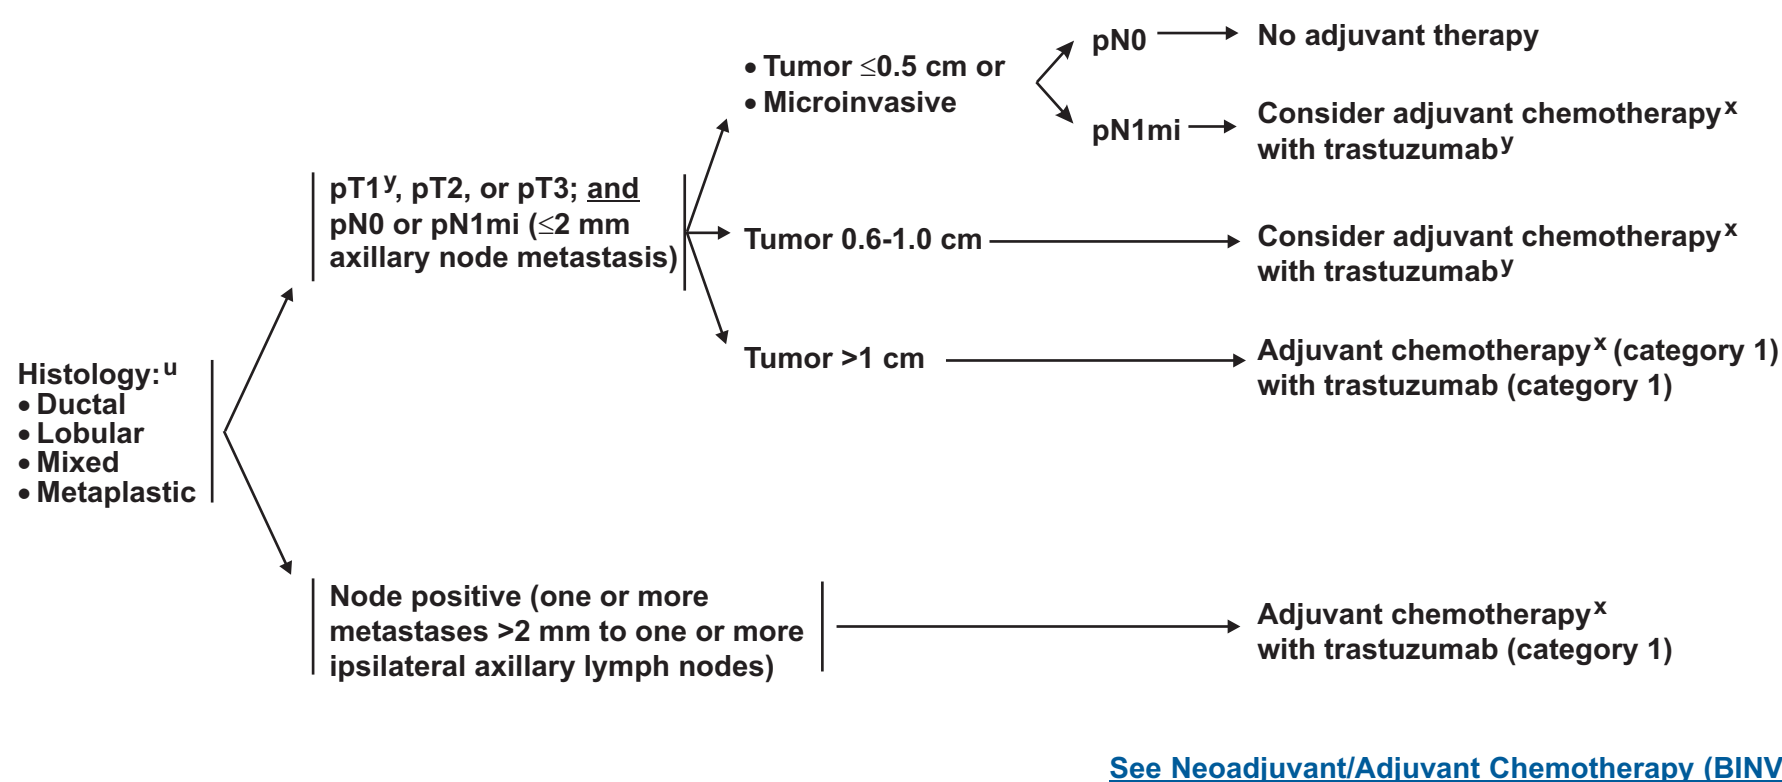 Histology:u
• Ductal
• Lobular
• Mixed
• Metaplastic
pT1y, pT2, or pT3; and
pN0 or pN1mi (≤2 mm
axillary node metastasis)
• Tumor ≤0.5 cm or
• Microinvasive
pN0
No adjuvant therapy
pN1mi
Consider adjuvant chemotherapyx
with trastuzumaby
Tumor 0.6-1.0 cm
Consider adjuvant chemotherapyx
with trastuzumaby
Tumor >1 cm
Adjuvant chemotherapyx (category 1)
with trastuzumab (category 1)
Node positive (one or more
metastases >2 mm to one or more
ipsilateral axillary lymph nodes)
Adjuvant chemotherapyx
with trastuzumab (category 1)
See Neoadjuvant/Adjuvant Chemotherapy (BINV